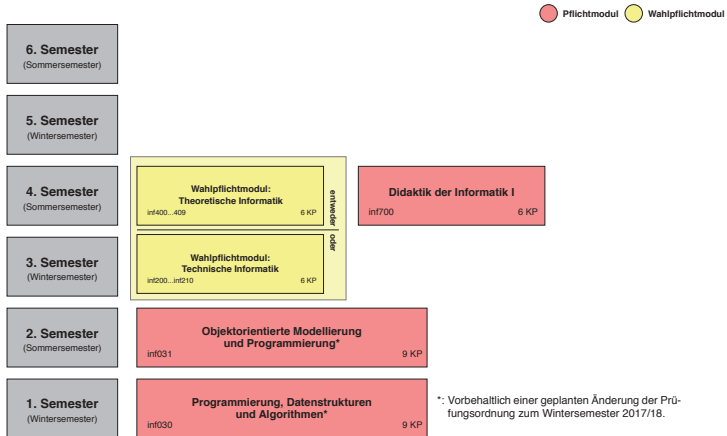 Pflichtmodul
Wahlpflichtmodul
6. Semester
(Sommersemester)
5. Semester
(Wintersemester)
4. Semester
(Sommersemester)
Wahlpflichtmodul:
Theoretische Informatik
inf400...409
6 KP
entweder
oder
Didaktik der Informatik I
inf700
6 KP
3. Semester
(Wintersemester)
Wahlpflichtmodul:
Technische Informatik
inf200...inf210
6 KP
2. Semester
(Sommersemester)
Objektorientierte Modellierung
und Programmierung*
inf031
9 KP
1. Semester
(Wintersemester)
Programmierung, Datenstrukturen
und Algorithmen*
inf030
9 KP
*: Vorbehaltlich einer geplanten Änderung der Prü-
fungsordnung zum Wintersemester 2017/18.